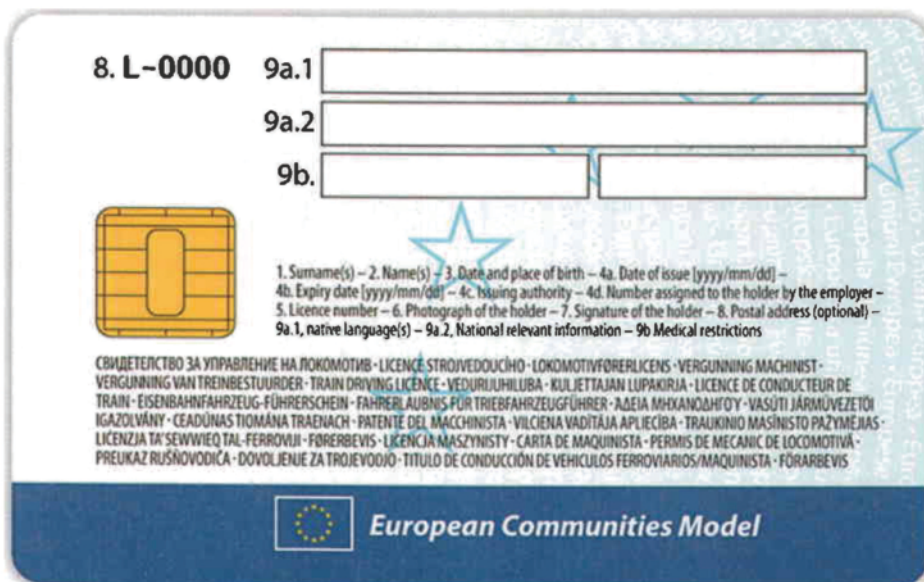 8. L-0000 9a.1
9a.2
9b.
1. Surname(s) – 2. Name(s) – 3. Date and place of birth – 4a. Date of issue [yyyy/mm/dd] –
4b. Expiry date [yyyy/mm/dd] – 4c. Issuing authority – 4d. Number assigned to the holder by the employer –
5. Licence number – 6. Photograph of the holder – 7. Signature of the holder – 8. Postal address (optional) –
9a.1, native language(s) – 9a.2, National relevant information – 9b Medical restrictions
СВИДЕТЕЛСТВО ЗА УПРАВЛЕНИЕ НА ЛОКОМОТИВ · LICENCE STROJVEDOUCÍHO · LOKOMOTIVFØRERLICENS · VERGUNNING MACHINIST ·
VERGUNNING VAN TREINBESTUURDER · TRAIN DRIVING LICENCE · VEDURIJUHILUBA · KULJETTAJAN LUPAKIRJA · LICENCE DE CONDUCTEUR DE
TRAIN · EISENBAHNFAHRZEUG-FÜHRERSCHEIN · FAHRERLAUBNIS FÜR TRIEBFAHRZEUGFÜHRER · ΑΔΕΙΑ ΜΗΧΑΝΟΔΗΓΟΥ · VASÚTI JÁRMŰVEZETŐI
IGAZOLVÁNY · CEADÚNAS TIOMÁNA TRAENACH · PATENTE DEL MACCHINISTA · VILCIENA VADĪTĀJA APLIECĪBA · TRAUKINIO MAŠINISTO PAŽYMĖJIAS ·
LICENZJA TA' SEWWIEQ TAL-FERROVIJI · FØRERBEVIS · LICENCJA MASZYNISTY · CARTA DE MAQUINISTA · PERMIS DE MECANIC DE LOCOMOTIVĂ ·
PREUKAZ RUŠŇOVODIČA · DOVOLJENJE ZA TROJEVODJO · TITULO DE CONDUCCIÓN DE VEHICULOS FERROVIARIOS/MAQUINISTA · FÖRARBEVIS
European Communities Model